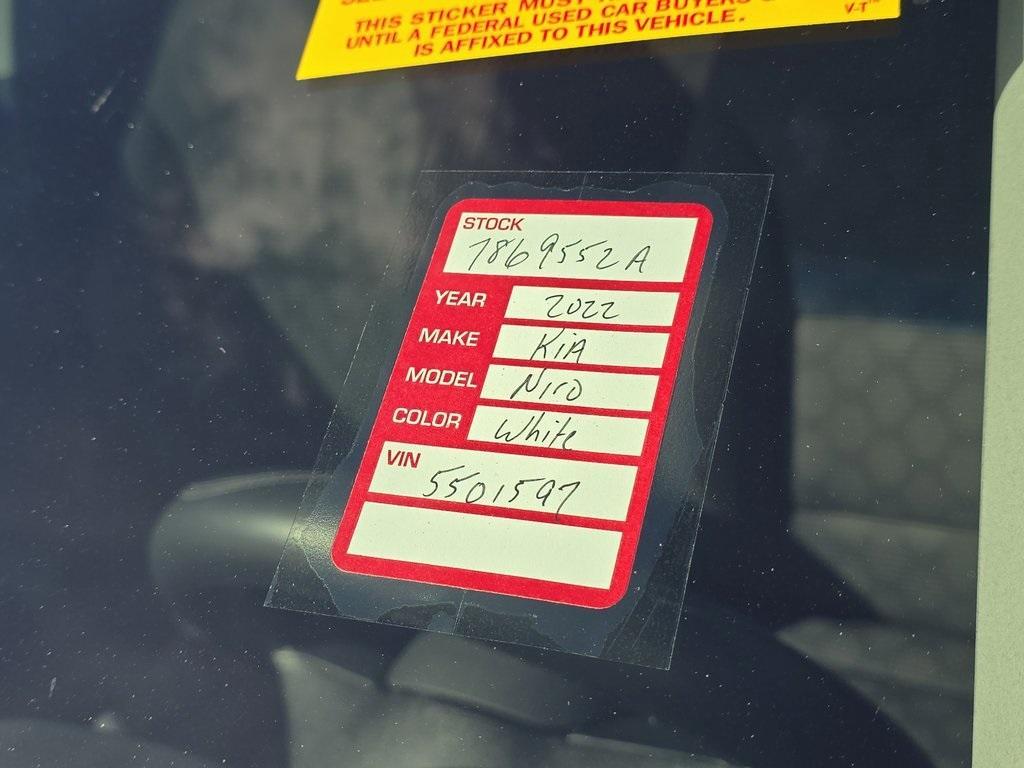 THIS STICKER MUST
UNTIL A FEDERAL USED CAR BUYERS
IS AFFIXED TO THIS VEHICLE.
V-T™
STOCK
7869552A
YEAR 2022
MAKE KIA
MODEL Niro
COLOR White
VIN
5501597